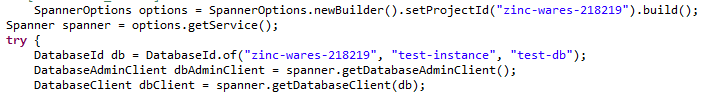 SpannerOptions options = SpannerOptions.newBuilder().setProjectId("zinc-wares-218219").build();
Spanner spanner = options.getService();
try {
DatabaseId db = DatabaseId.of("zinc-wares-218219", "test-instance", "test-db");
DatabaseAdminClient dbAdminClient = spanner.getDatabaseAdminClient();
DatabaseClient dbClient = spanner.getDatabaseClient(db);